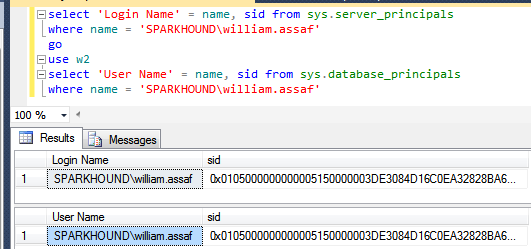 select 'Login Name' = name, sid from sys.server_principals
where name = 'SPARKHOUND\william.assaf'
go
use w2
select 'User Name' = name, sid from sys.database_principals
where name = 'SPARKHOUND\william.assaf'
100 %
Results Messages
Login Name sid
1 SPARKHOUND\william.assaf 0x0105000000000005150000003DE3084D16C0EA32828BA6...
User Name sid
1 SPARKHOUND\william.assaf 0x0105000000000005150000003DE3084D16C0EA32828BA6...